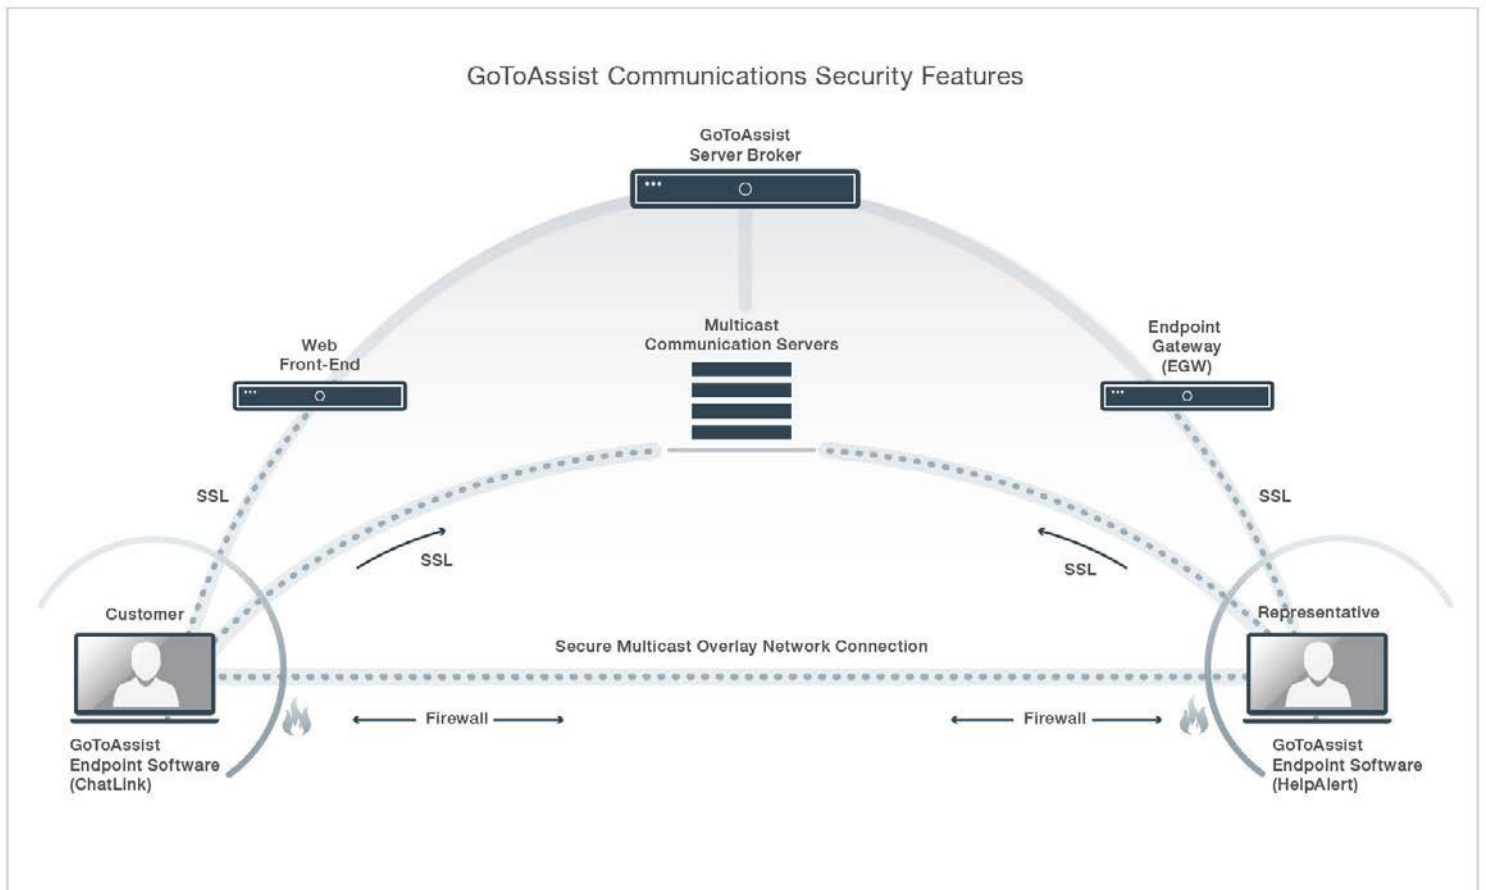 GoToAssist Communications Security Features
GoToAssist
Server Broker
Multicast
Communication Servers
Web
Front-End
Endpoint
Gateway
(EGW)
SSL
SSL
SSL
SSL
Customer
Representative
Secure Multicast Overlay Network Connection
Firewall
Firewall
GoToAssist
Endpoint Software
(ChatLink)
GoToAssist
Endpoint Software
(HelpAlert)